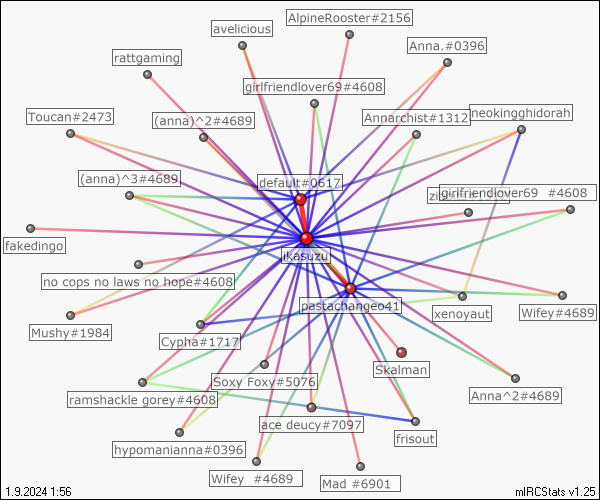 AlpineRooster#2156
avelicious
Anna.#0396
rattgaming
girlfriendlover69#4608
Toucan#2473
(anna)^2#4689
Annarchist#1312
neokingghidorah
(anna)^3#4689
default#0617
girlfriendlover69 #4608
fakedingo
ikasuzu
no cops no laws no hope#4608
pastachangeo41
xenoyaut
Wifey#4689
Mushy#1984
Cypha#1717
Skalman
Soxy Foxy#5076
ramshackle gorey#4608
Anna^2#4689
ace deucy#7097
frisout
hypomanianna#0396
Wifey #4689
Mad #6901
1.9.2024 1:56
mIRCStats v1.25